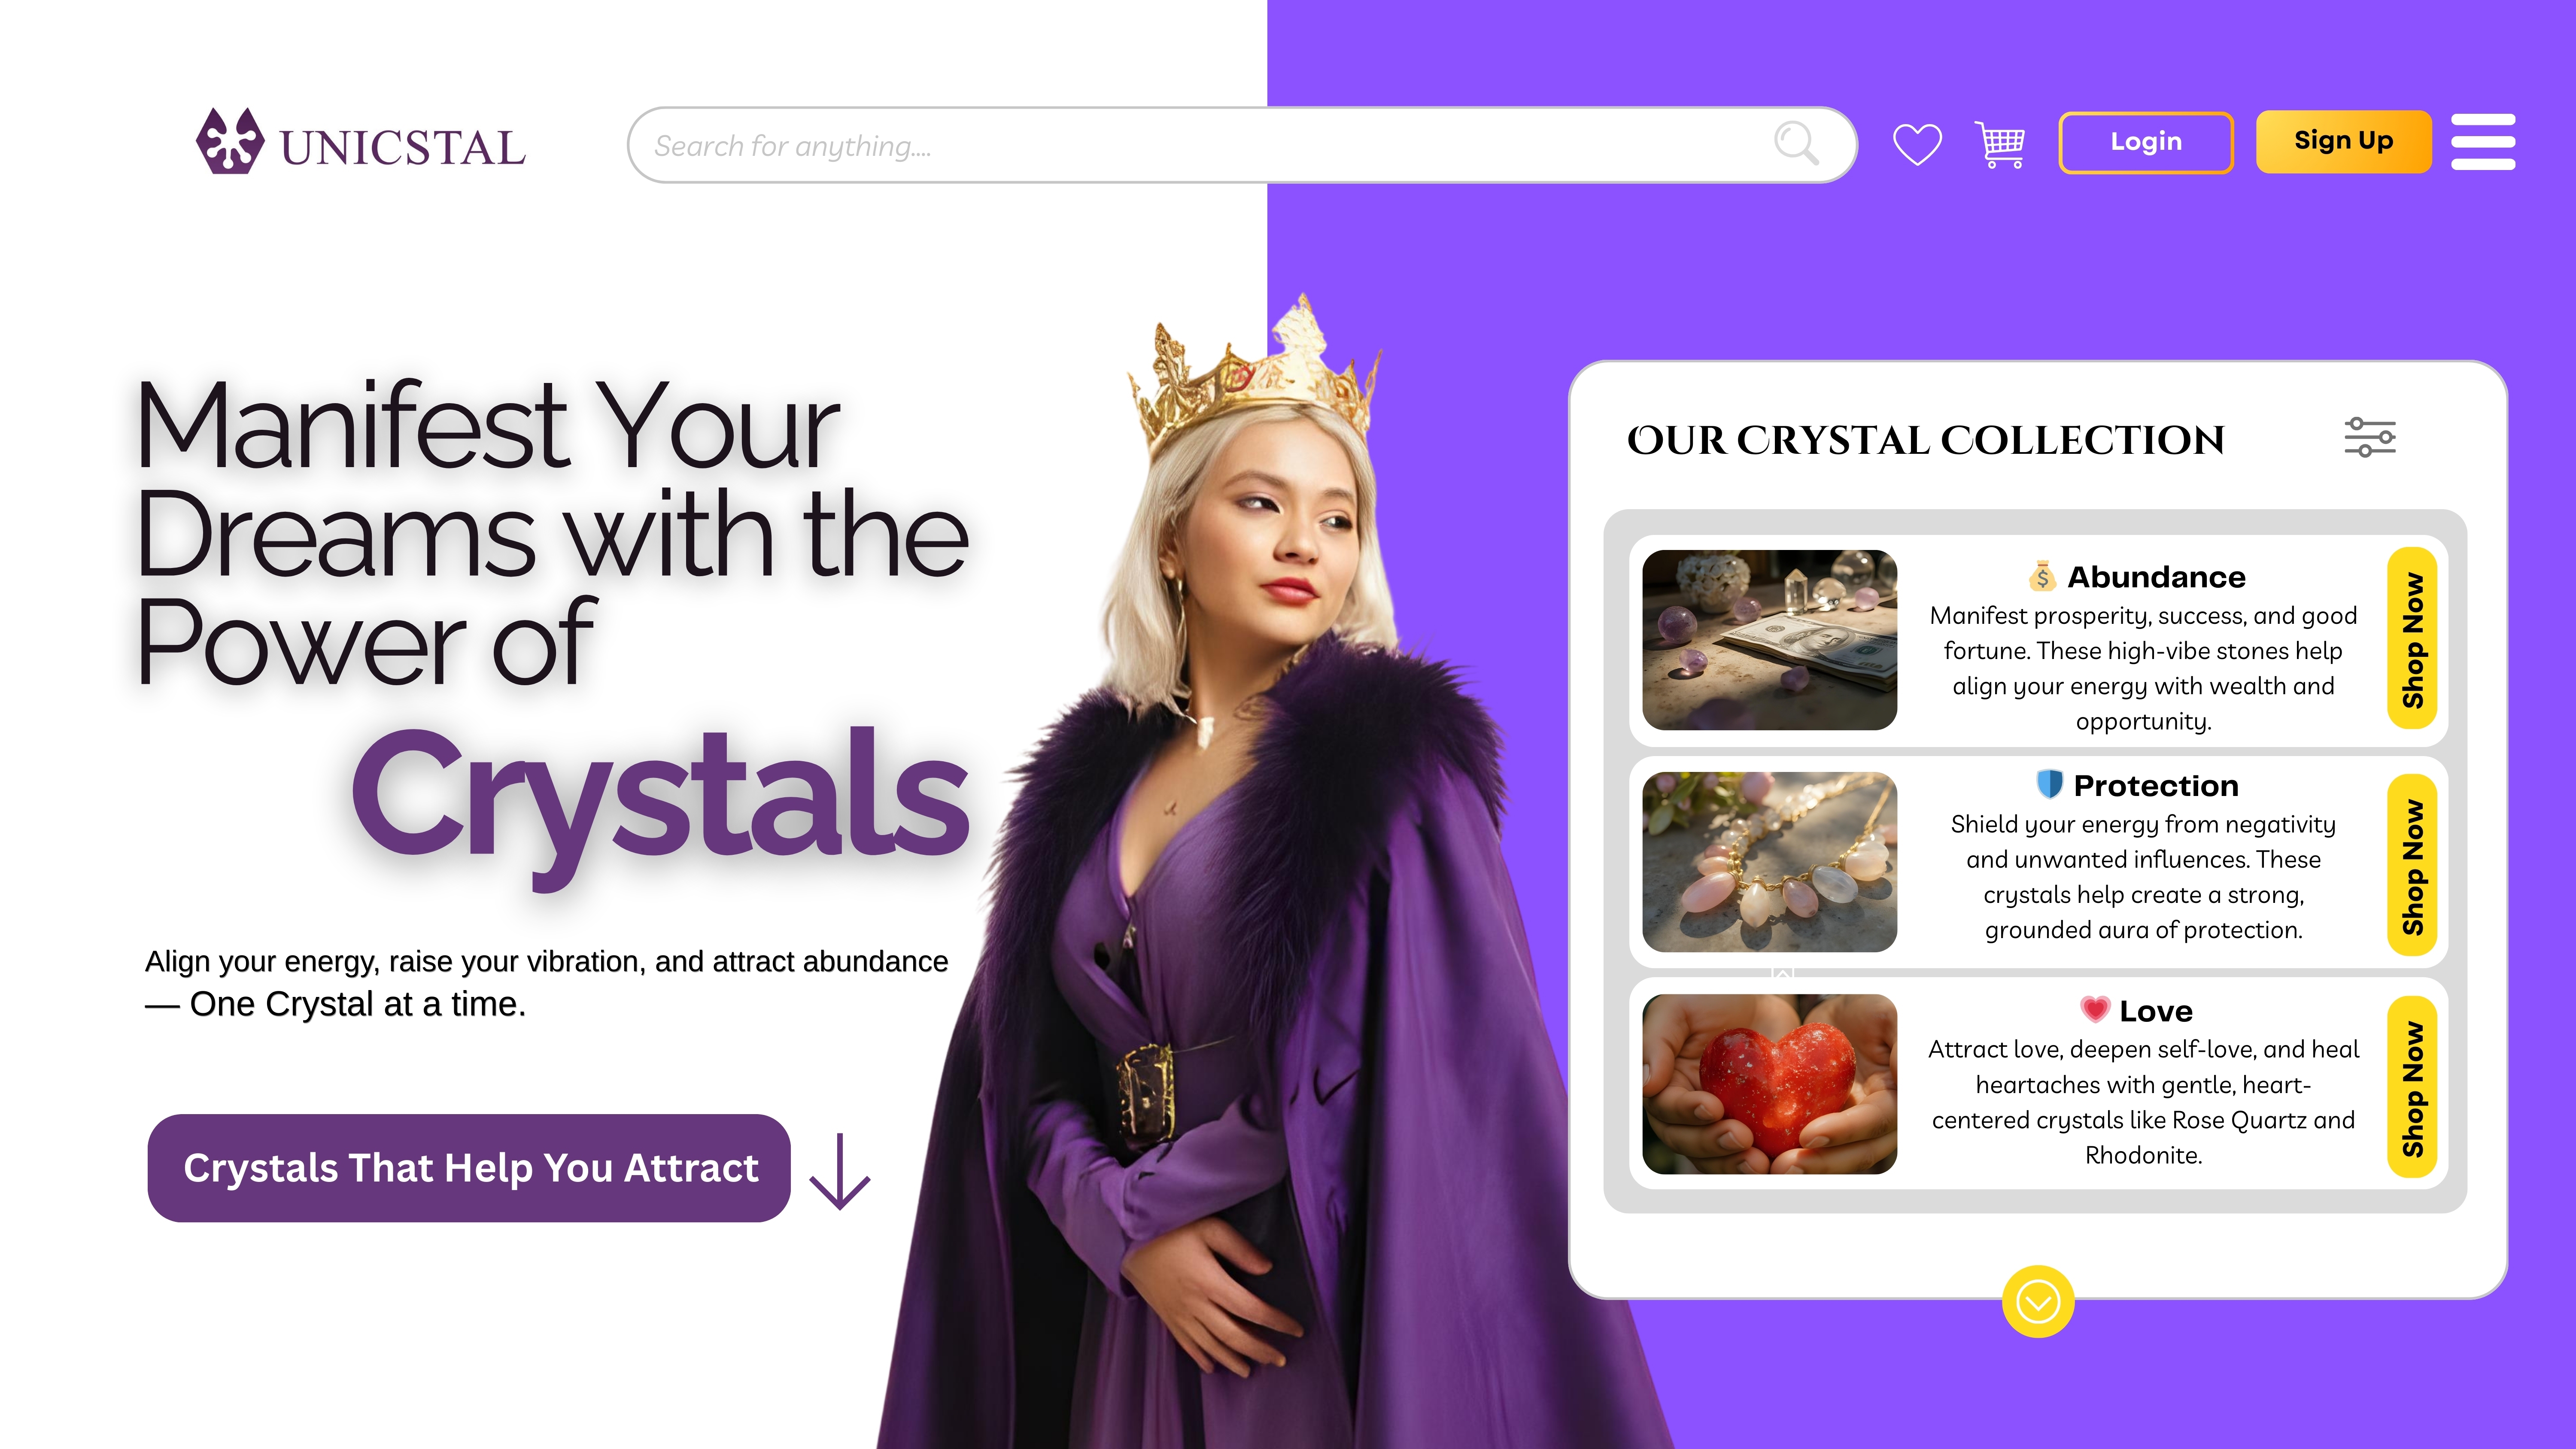 UNICSTAL
Search for anything....
Login
Sign Up
Manifest Your
Dreams with the
Power of
Crystals
Align your energy, raise your vibration, and attract abundance
— One Crystal at a time.
Crystals That Help You Attract
Our Crystal Collection
Abundance
Manifest prosperity, success, and good
fortune. These high-vibe stones help
align your energy with wealth and
opportunity.
Shop Now
Protection
Shield your energy from negativity
and unwanted influences. These
crystals help create a strong,
grounded aura of protection.
Shop Now
Love
Attract love, deepen self-love, and heal
heartaches with gentle, heart-
centered crystals like Rose Quartz and
Rhodonite.
Shop Now